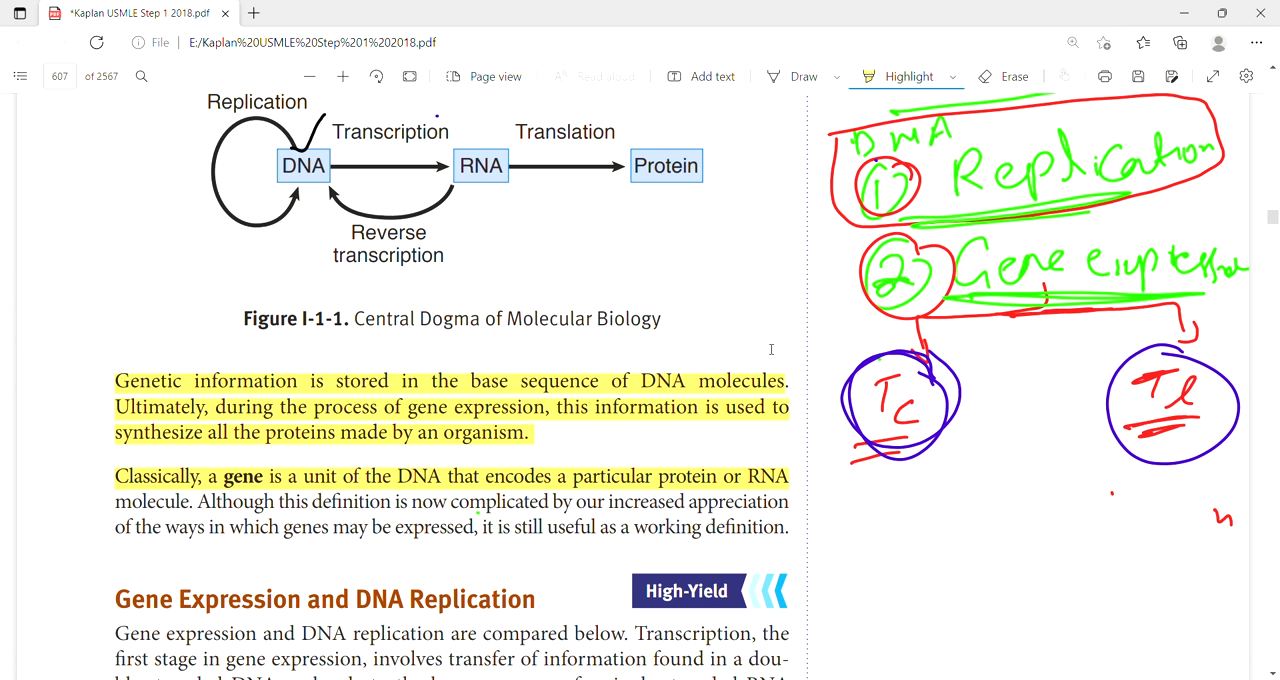 *Kaplan USMLE Step 1 2018.pdf
File
E:/Kaplan%20USMLE%20Step%201%202018.pdf
607 of 2567
Page view
Read aloud
Add text
Draw
Highlight
Erase
Replication
Transcription
Translation
DNA
RNA
Protein
Reverse
transcription
Figure I-1-1. Central Dogma of Molecular Biology
Genetic information is stored in the base sequence of DNA molecules.
Ultimately, during the process of gene expression, this information is used to
synthesize all the proteins made by an organism.
Classically, a gene is a unit of the DNA that encodes a particular protein or RNA
molecule. Although this definition is now complicated by our increased appreciation
of the ways in which genes may be expressed, it is still useful as a working definition.
High-Yield
Gene Expression and DNA Replication
Gene expression and DNA replication are compared below. Transcription, the
first stage in gene expression, involves transfer of information found in a dou-
DNA
1 Replication
2 Gene expression
Tc
Tl